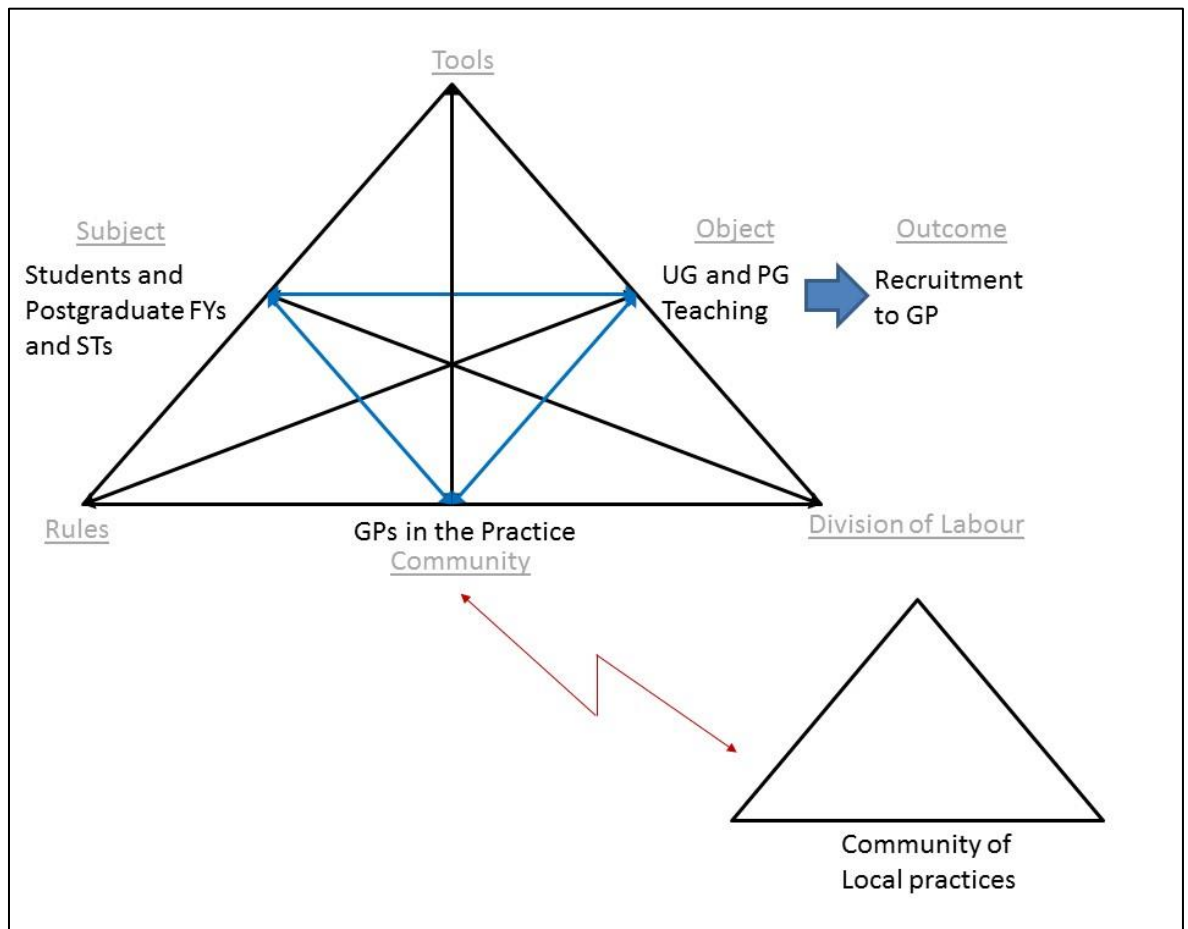 Tools
Subject
Students and
Postgraduate FYs
and STs
Object
UG and PG
Teaching
Outcome
Recruitment
to GP
Rules
GPs in the Practice
Community
Division of Labour
Community of
Local practices